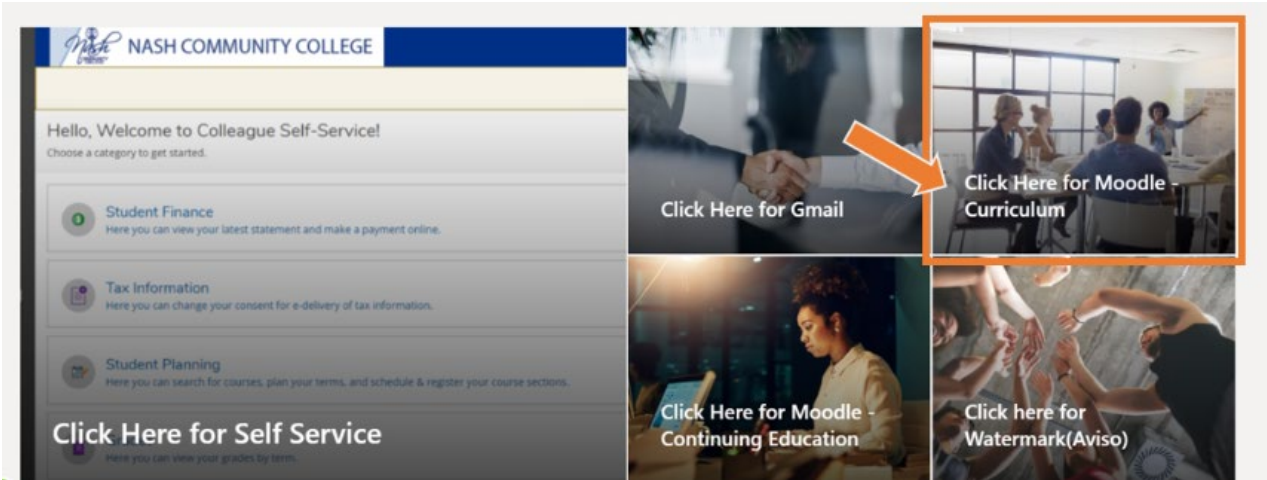 Nash
NASH COMMUNITY COLLEGE
Hello, Welcome to Colleague Self-Service!
Choose a category to get started.
Student Finance
Here you can view your latest statement and make a payment online.
Tax Information
Here you can change your consent for e-delivery of tax information.
Student Planning
Here you can search for courses, plan your terms, and schedule & register your course sections.
Click Here for Self Service
Here you can view your grades by term.
Click Here for Gmail
Click Here for Moodle -
Curriculum
Click Here for Moodle -
Continuing Education
Click here for
Watermark(Aviso)